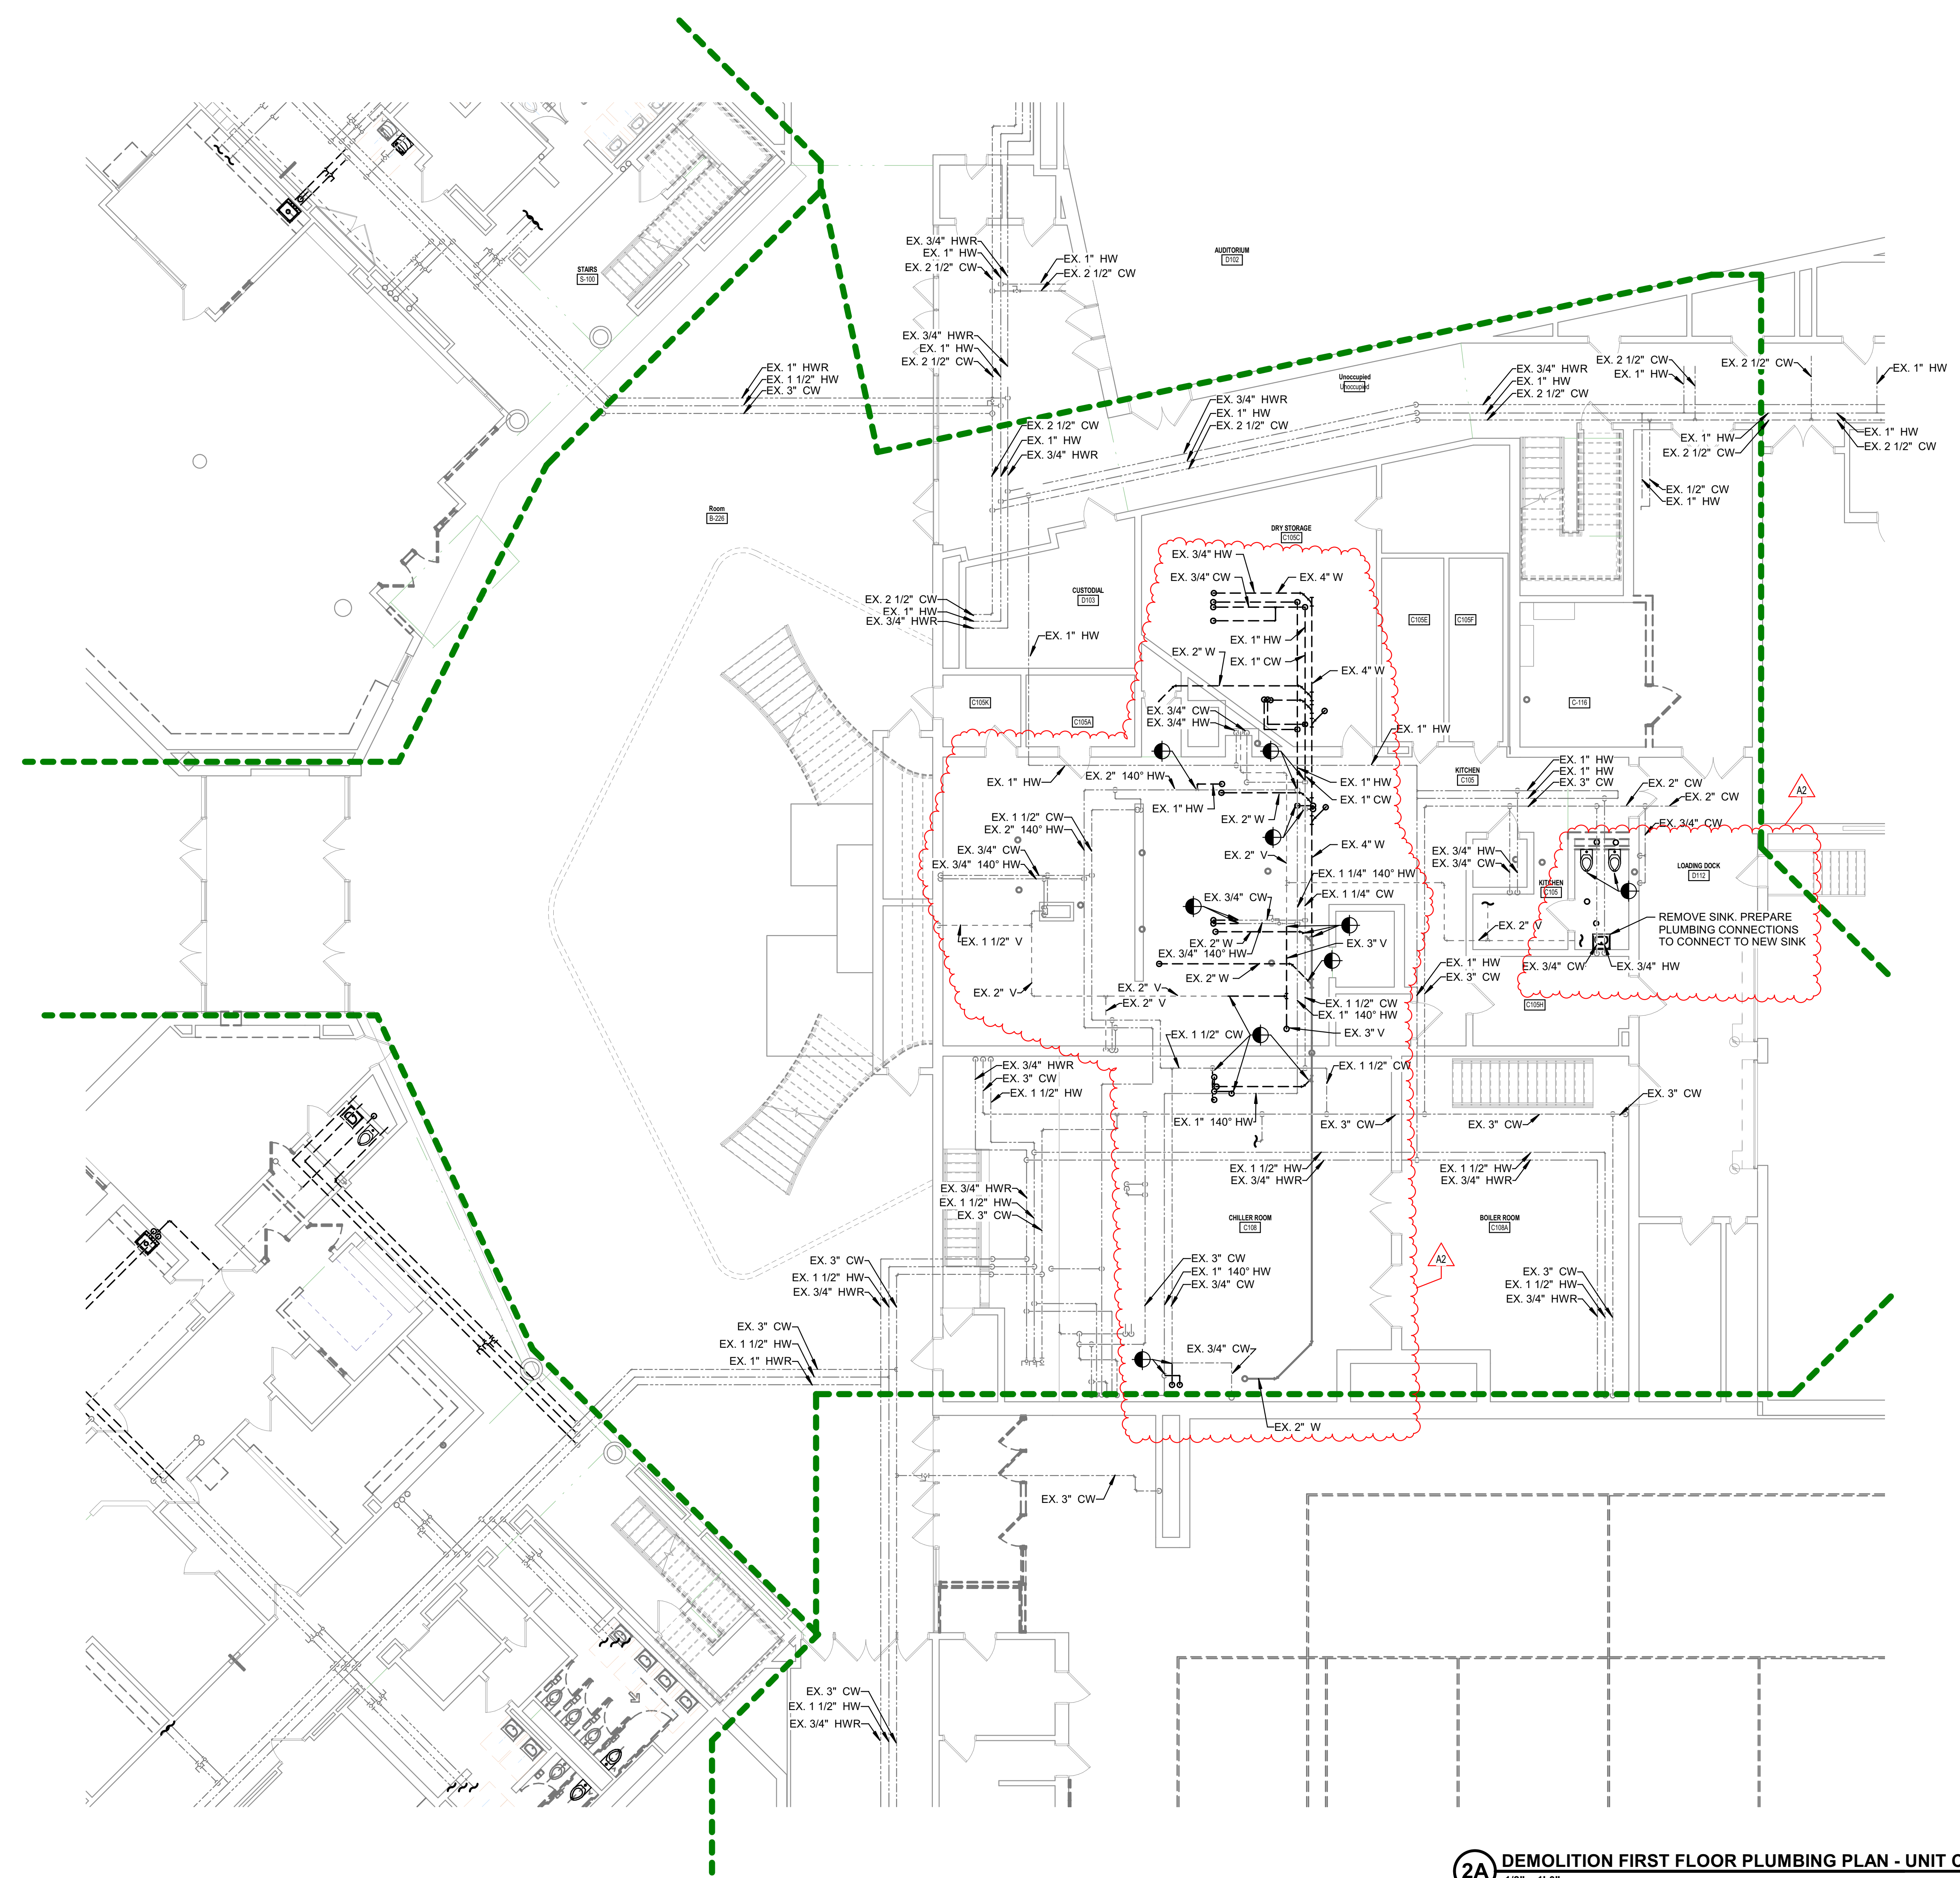 AUDITORIUM
D102
EX. 3/4" HWR
EX. 1" HW
EX. 2 1/2" CW
EX. 1" HW
EX. 2 1/2" CW
STAIRS
S-100
EX. 3/4" HWR
EX. 1" HW
EX. 2 1/2" CW
EX. 1" HWR
EX. 1 1/2" HW
EX. 3" CW
Unoccupied
Unoccupied
EX. 3/4" HWR
EX. 1" HW
EX. 2 1/2" CW
EX. 2 1/2" CW
EX. 1" HW
EX. 2 1/2" CW
EX. 1" HW
EX. 3/4" HWR
EX. 1" HW
EX. 2 1/2" CW
EX. 2 1/2" CW
EX. 1" HW
EX. 3/4" HWR
EX. 1" HW
EX. 2 1/2" CW
EX. 1" HW
EX. 2 1/2" CW
EX. 1/2" CW
EX. 1" HW
Room
B-226
DRY STORAGE
C105C
EX. 3/4" HW
EX. 3/4" CW
EX. 4" W
CUSTODIAL
D103
EX. 2 1/2" CW
EX. 1" HW
EX. 3/4" HWR
EX. 1" HW
EX. 1" HW
EX. 1" CW
EX. 2" W
EX. 4" W
C105E
C105F
C105K
C105A
C-116
EX. 3/4" CW
EX. 3/4" HW
EX. 1" HW
EX. 1" HW
EX. 2" 140° HW
EX. 1" HW
EX. 1" CW
EX. 1" HW
EX. 2" W
KITCHEN
C105
EX. 1" HW
EX. 1" HW
EX. 3" CW
EX. 2" CW
EX. 2" CW
EX. 3/4" CW
A2
EX. 1 1/2" CW
EX. 2" 140° HW
EX. 3/4" CW
EX. 3/4" 140° HW
EX. 2" V
EX. 4" W
EX. 1 1/4" 140° HW
EX. 1 1/4" CW
EX. 3/4" CW
EX. 3/4" HW
EX. 3/4" CW
KITCHEN
C105
LOADING DOCK
D112
REMOVE SINK. PREPARE
PLUMBING CONNECTIONS
TO CONNECT TO NEW SINK
EX. 2" V
EX. 3/4" CW
EX. 3/4" HW
EX. 1 1/2" V
EX. 2" W
EX. 3/4" 140° HW
EX. 3" V
EX. 2" W
EX. 1" HW
EX. 3" CW
EX. 2" V
EX. 2" V
EX. 2" V
EX. 1 1/2" CW
EX. 1" 140° HW
EX. 3" V
C105H
EX. 1 1/2" CW
EX. 1 1/2" CW
EX. 3/4" HWR
EX. 3" CW
EX. 1 1/2" HW
EX. 1" 140° HW
EX. 3" CW
EX. 3" CW
EX. 3" CW
EX. 1 1/2" HW
EX. 3/4" HWR
EX. 1 1/2" HW
EX. 3/4" HWR
EX. 3/4" HWR
EX. 1 1/2" HW
EX. 3" CW
CHILLER ROOM
C108
BOILER ROOM
C108A
A2
EX. 3" CW
EX. 1 1/2" HW
EX. 3/4" HWR
EX. 3" CW
EX. 1" 140° HW
EX. 3/4" CW
EX. 3" CW
EX. 1 1/2" HW
EX. 3/4" HWR
EX. 3" CW
EX. 1 1/2" HW
EX. 1" HWR
EX. 3/4" CW
EX. 2" W
EX. 3" CW
EX. 3" CW
EX. 1 1/2" HW
EX. 3/4" HWR
2A
DEMOLITION FIRST FLOOR PLUMBING PLAN - UNIT C